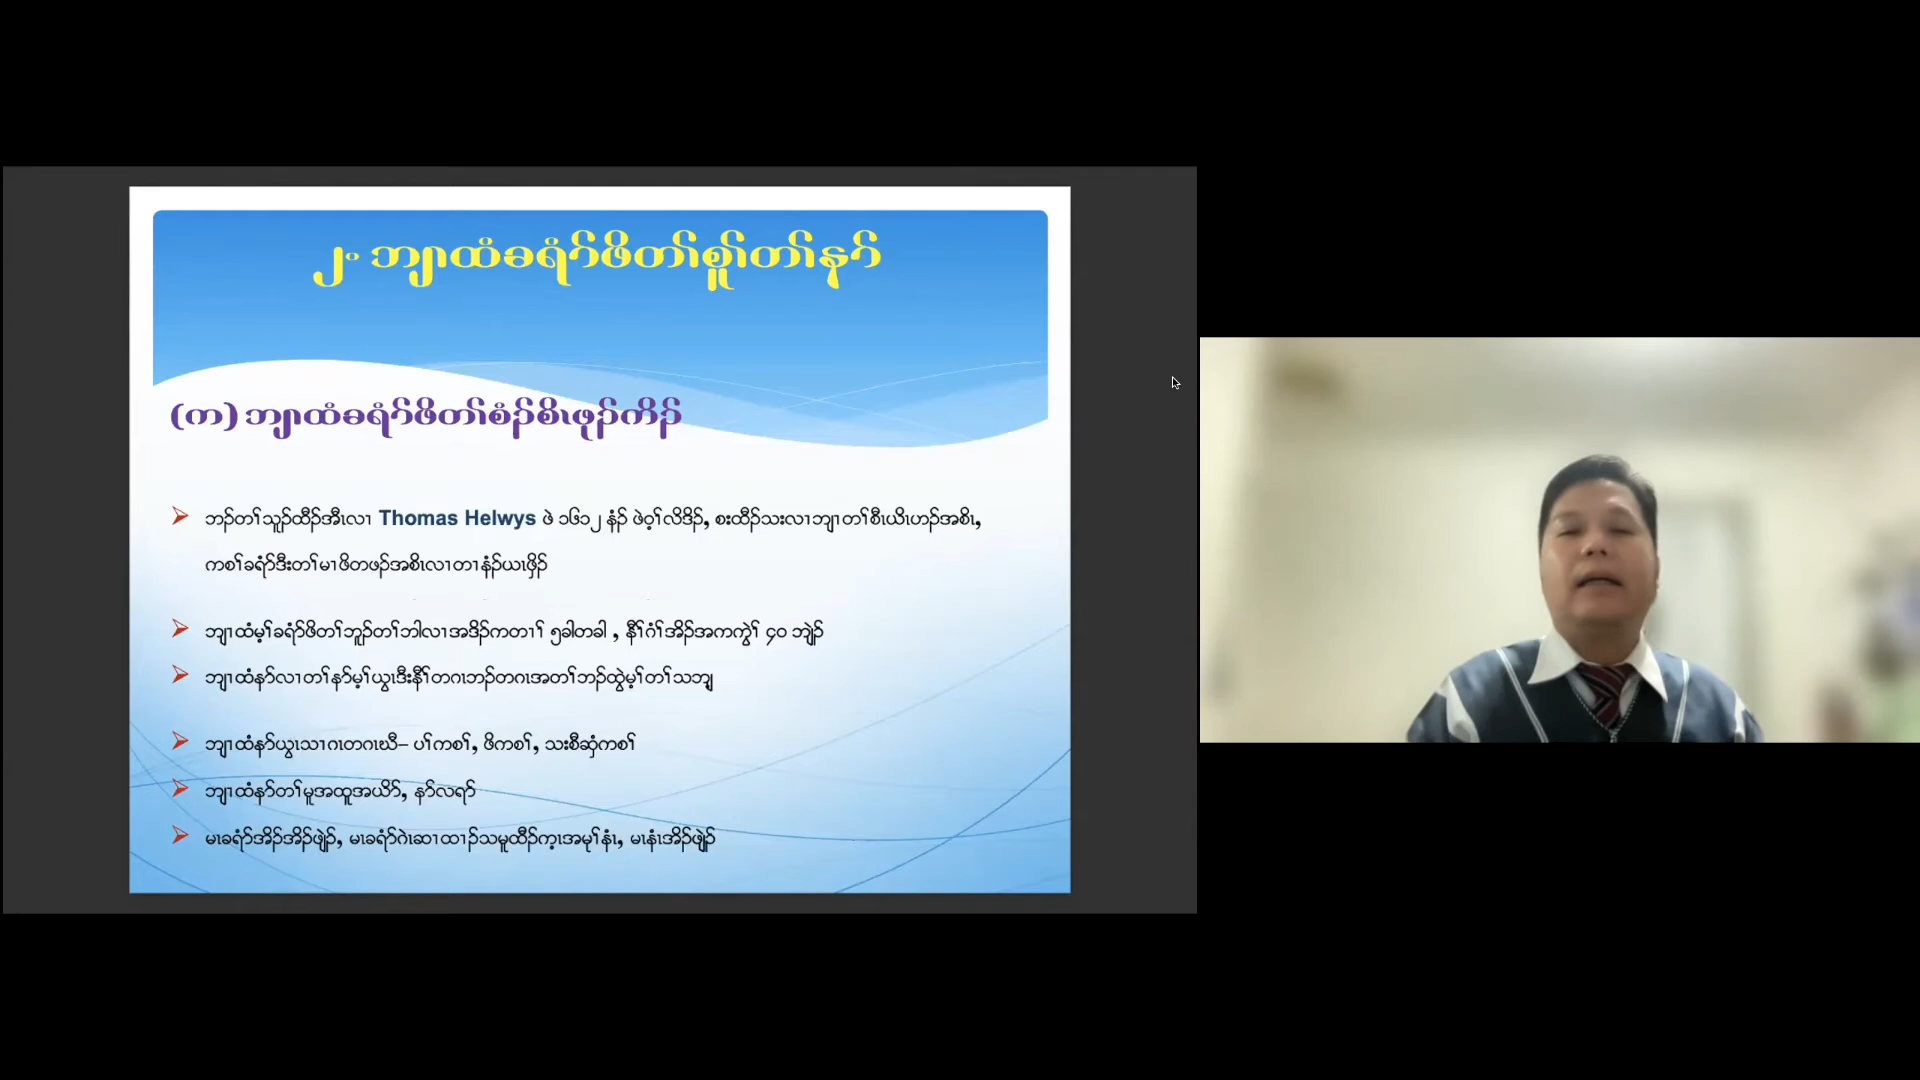 ၂. ဘျၢထံခရံာ်ဖိတၢ်စူၢ်တၢ်နာ်
(က) ဘျၢထံခရံာ်ဖိတၢ်စံၣ်စိၤဖုၣ်ကိၣ်
ဘၣ်တၢ်သူၣ်ထီၣ်အီၤလၢ Thomas Helwys ဖဲ ၁၆၁၂ နံၣ် ဖဲဝ့ၢ်လိဒိၣ်, စးထီၣ်သးလၢဘျၢတၢ်စီၤယိၤဟၣ်အစိၤ,
ကစၢ်ခရံာ်ဒီးတၢ်မၢဖိတဖၣ်အစိၤလၢတၢနံၣ်ယၤဖှိၣ်
ဘျၢထံမ့ၢ်ခရံာ်ဖိတၢ်ဘူၣ်တၢ်ဘါလၢအဒိၣ်ကတၢၢ် ၅ခါတခါ , နီၢ်ဂံၢ်အိၣ်အကကွဲၢ် ၄၀ ဘျဲၣ်
ဘျၢထံနာ်လၢတၢ်နာ်မ့ၢ်ယွၤဒီးနီၢ်တဂၤဘၣ်တဂၤအတၢ်ဘၣ်ထွဲမ့ၢ်တၢ်သဘျ့
ဘျၢထံနာ်ယွၤသၢဂၤတဂၤဃီ– ပၢ်ကစၢ်, ဖိကစၢ်, သးစီဆှံကစၢ်
ဘျၢထံနာ်တၢ်မူအထူအယိာ်, နာ်လရာ်
မၤခရံာ်အိၣ်အိၣ်ဖျဲၣ်, မၤခရံာ်ဂဲၤဆၢထၢၣ်သမူထီၣ်က့ၤအမုၢ်နံၤ, မၤနံၤအိၣ်ဖျဲၣ်